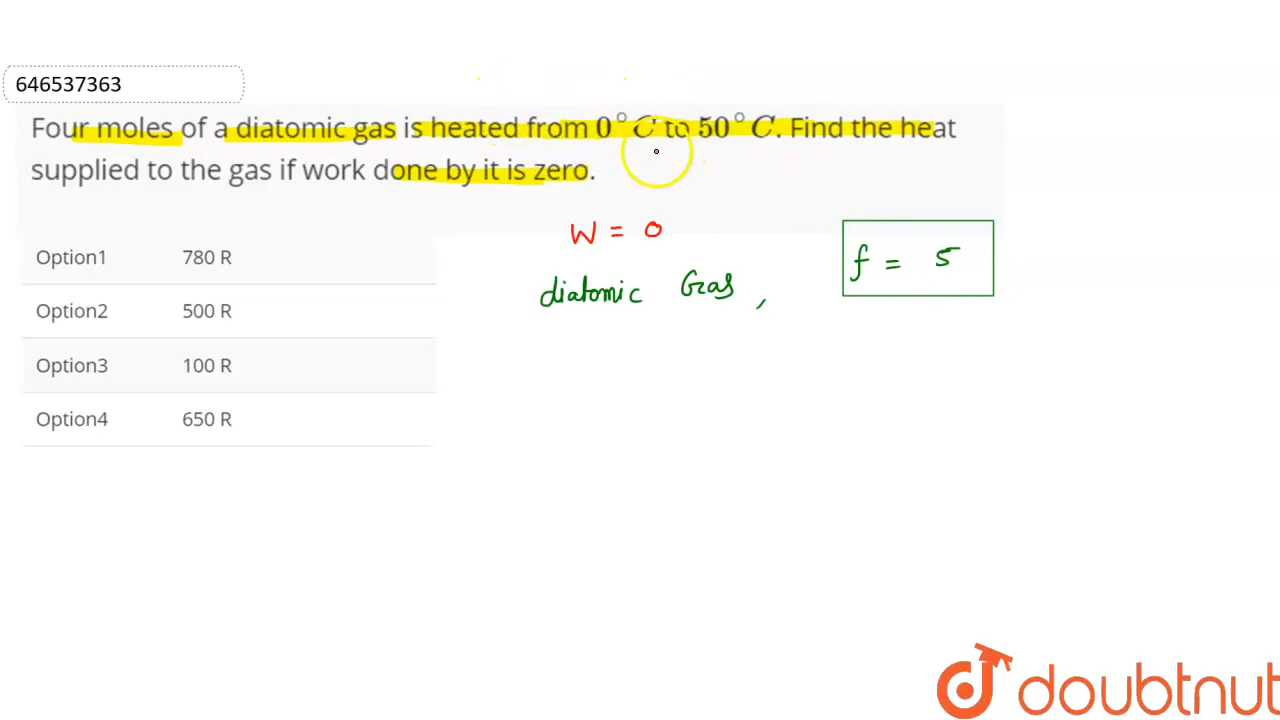 646537363
Four moles of a diatomic gas is heated from 0°C to 50°C. Find the heat
supplied to the gas if work done by it is zero.
W = 0
f = 5
diatomic Gas,
Option1 780 R
Option2 500 R
Option3 100 R
Option4 650 R
doubtnut